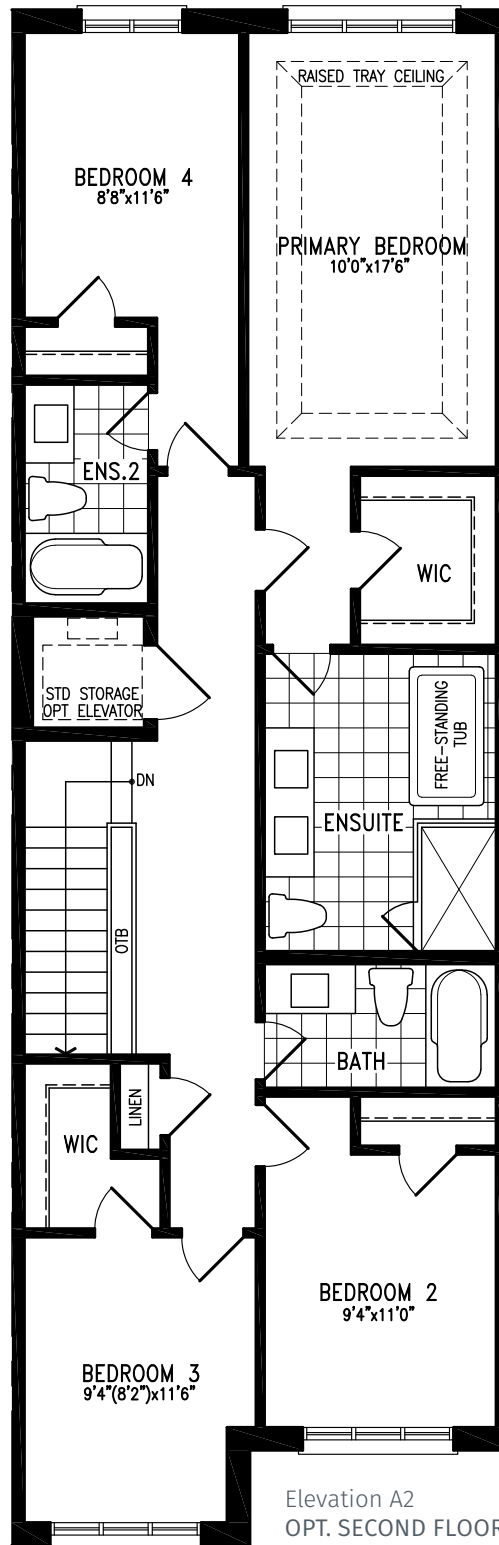 RAISED TRAY CEILING
BEDROOM 4
8'8"x11'6"
PRIMARY BEDROOM
10'0"x17'6"
ENS.2
WIC
STD STORAGE
OPT ELEVATOR
FREE-STANDING
TUB
DN
ENSUITE
OTB
BATH
LINEN
WIC
BEDROOM 2
9'4"x11'0"
BEDROOM 3
9'4"(8'2")x11'6"
Elevation A2
OPT. SECOND FLOOR